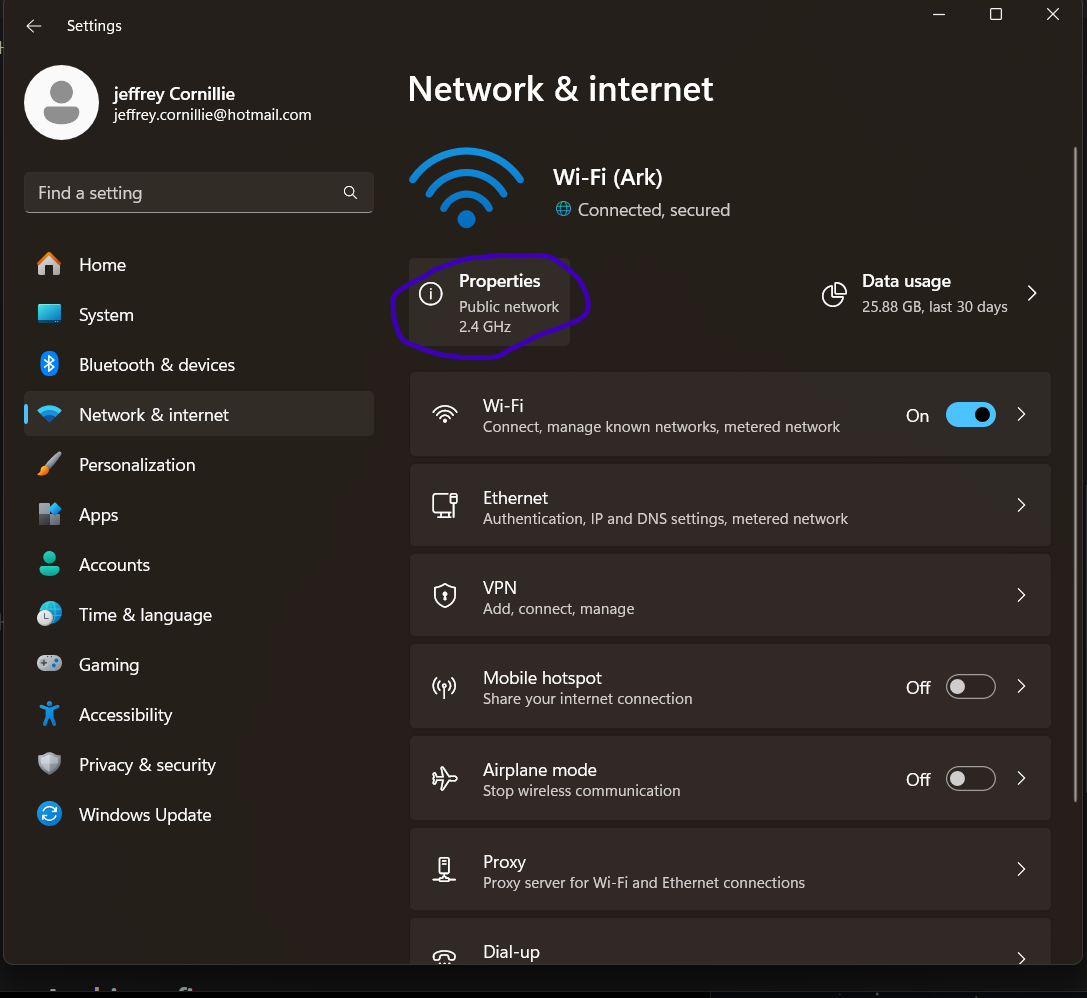 Settings
jeffrey Cornillie
jeffrey.cornillie@hotmail.com
Find a setting
Home
System
Bluetooth & devices
Network & internet
Personalization
Apps
Accounts
Time & language
Gaming
Accessibility
Privacy & security
Windows Update
Network & internet
Wi-Fi (Ark)
Connected, secured
Properties
Public network
2.4 GHz
Data usage
25.88 GB, last 30 days
Wi-Fi
Connect, manage known networks, metered network
On
Ethernet
Authentication, IP and DNS settings, metered network
VPN
Add, connect, manage
Mobile hotspot
Share your internet connection
Off
Airplane mode
Stop wireless communication
Off
Proxy
Proxy server for Wi-Fi and Ethernet connections
Dial-up